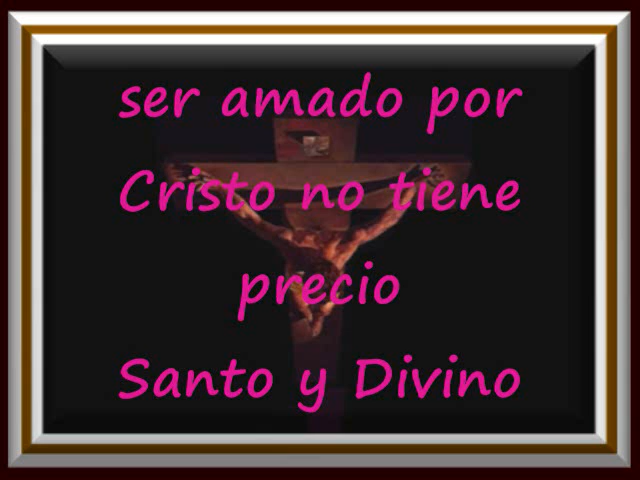 ser amado por
Cristo no tiene
precio
Santo y Divino